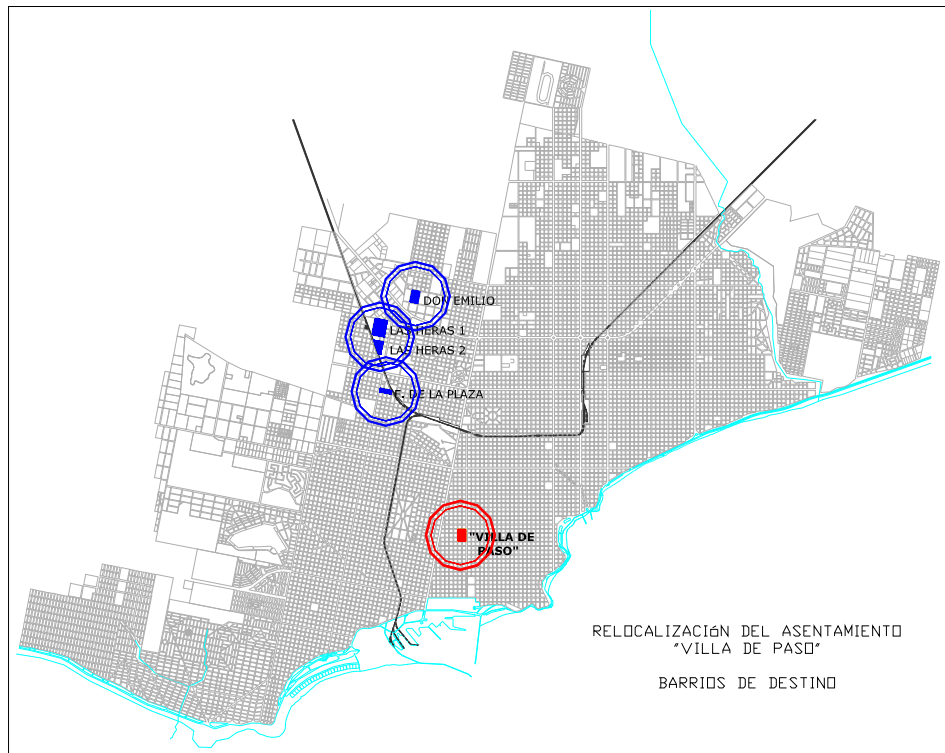 DON EMILIO
LAS HERAS 1
LAS HERAS 2
F. DE LA PLAZA
"VILLA DE
PASO"
RELOCALIZACIóN DEL ASENTAMIENTO
"VILLA DE PASO"
BARRIOS DE DESTINO